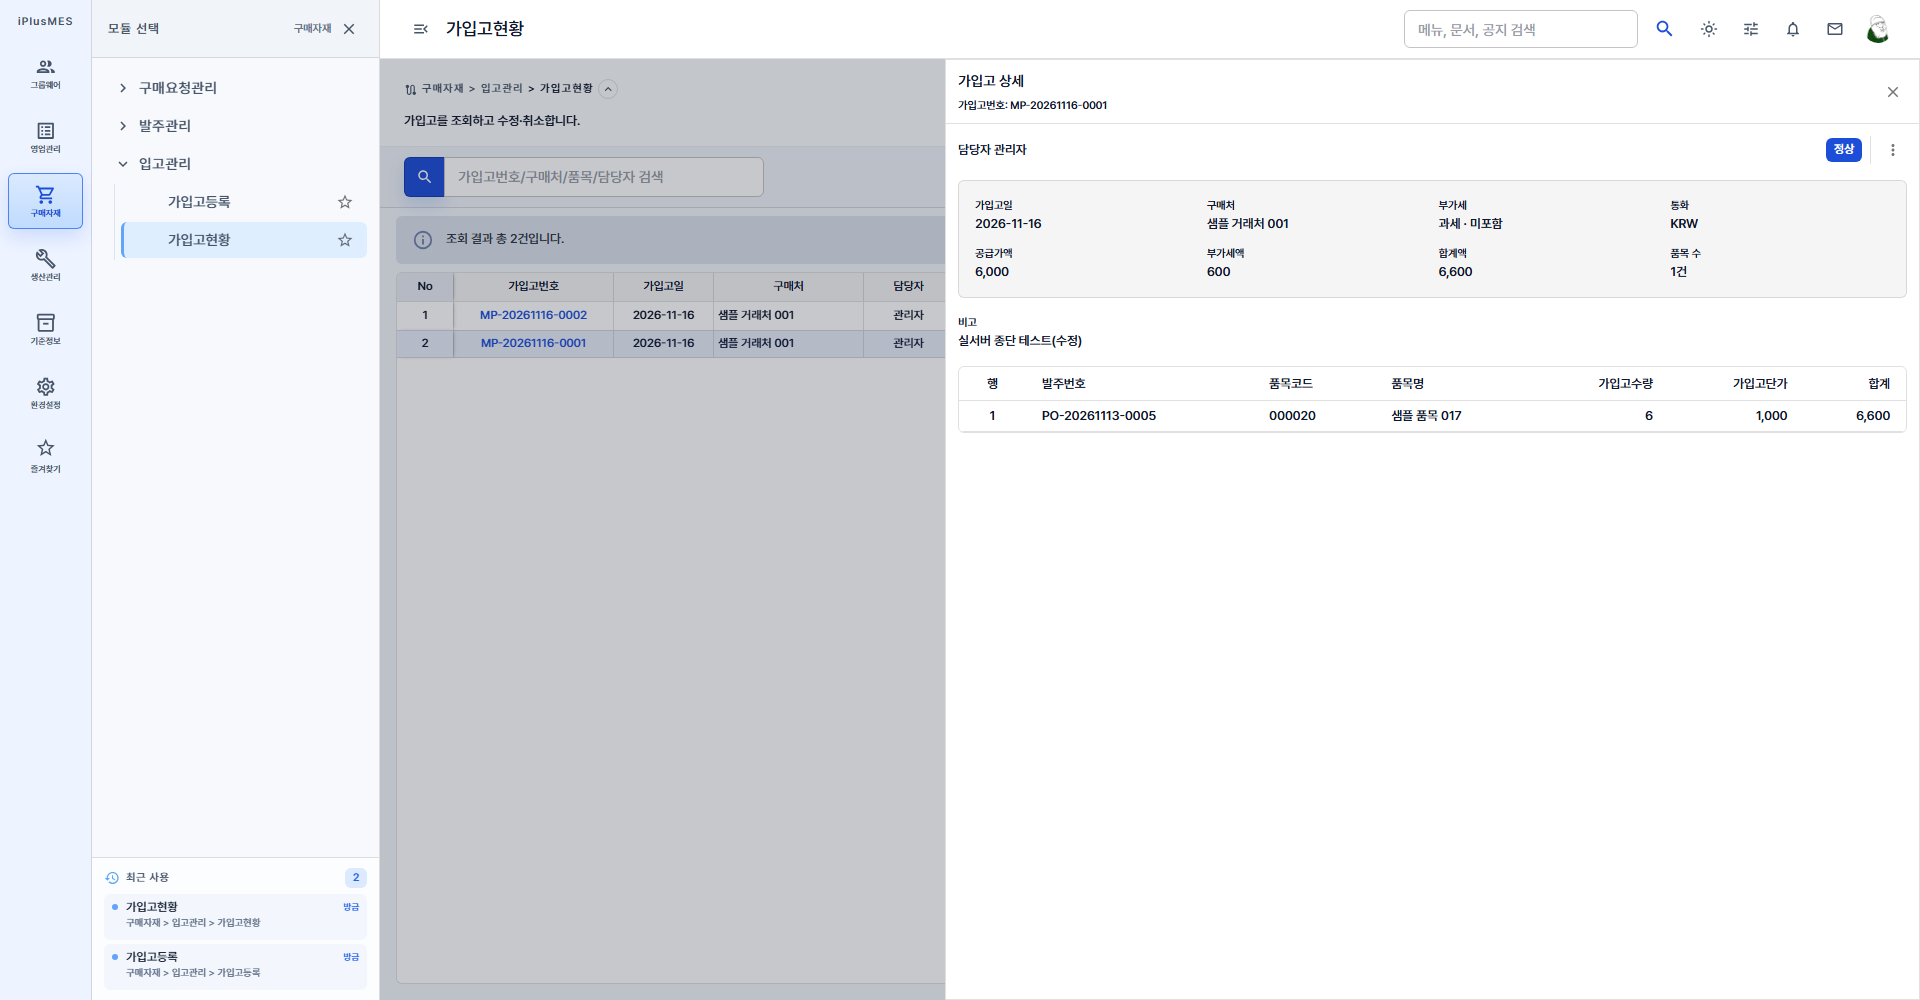 iPlusMES
그룹웨어
영업관리
구매자재
생산관리
기준정보
환경설정
즐겨찾기
모듈 선택
구매자재
구매요청관리
발주관리
입고관리
가입고등록
가입고현황
최근 사용
2
가입고현황
방금
구매자재 > 입고관리 > 가입고현황
가입고등록
방금
구매자재 > 입고관리 > 가입고등록
가입고현황
메뉴, 문서, 공지 검색
구매자재 > 입고관리 > 가입고현황
가입고를 조회하고 수정·취소합니다.
가입고번호/구매처/품목/담당자 검색
조회 결과 총 2건입니다.
No 가입고번호 가입고일 구매처 담당자
1 MP-20261116-0002 2026-11-16 샘플 거래처 001 관리자
2 MP-20261116-0001 2026-11-16 샘플 거래처 001 관리자
가입고 상세
가입고번호: MP-20261116-0001
담당자 관리자
정상
가입고일 구매처 부가세 통화
2026-11-16 샘플 거래처 001 과세 · 미포함 KRW
공급가액 부가세액 합계액 품목 수
6,000 600 6,600 1건
비고
실서버 종단 테스트(수정)
행 발주번호 품목코드 품목명 가입고수량 가입고단가 합계
1 PO-20261113-0005 000020 샘플 품목 017 6 1,000 6,600